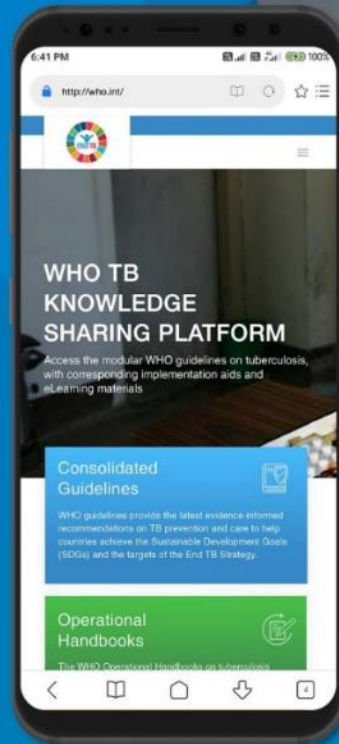 6:41 PM
100%
http://who.int/
END TB
WHO TB
KNOWLEDGE
SHARING PLATFORM
Access the modular WHO guidelines on tuberculosis,
with corresponding implementation aids and
eLearning materials
Consolidated
Guidelines
WHO guidelines provide the latest evidence-informed
recommendations on TB prevention and care to help
countries achieve the Sustainable Development Goals
(SDGs) and the targets of the End TB Strategy.
Operational
Handbooks
The WHO Operational Handbooks on tuberculosis
4